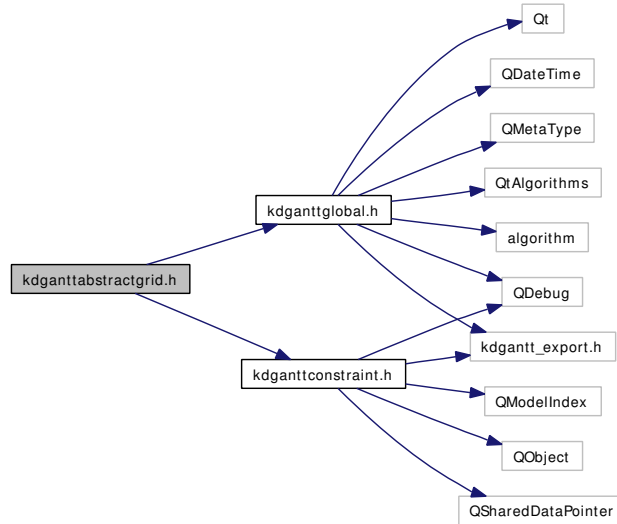 Qt
QDateTime
QMetaType
QtAlgorithms
kdganttglobal.h
algorithm
kdganttabstractgrid.h
QDebug
kdgantt_export.h
kdganttconstraint.h
QModelIndex
QObject
QSharedDataPointer